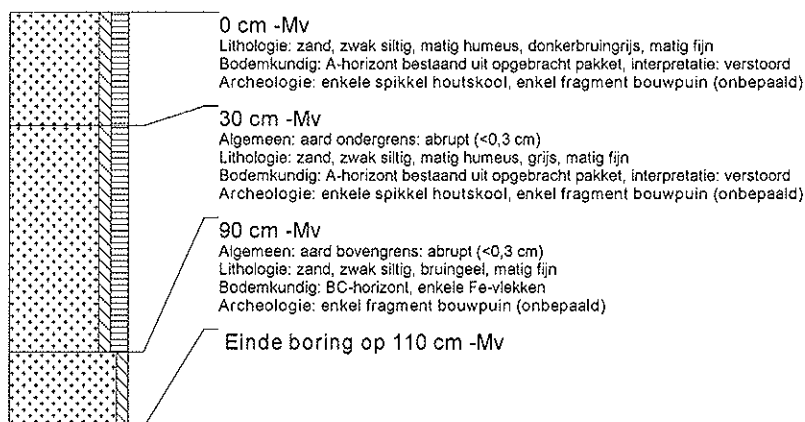 0 cm -Mv
Lithologie: zand, zwak siltig, matig humeus, donkerbruingrijs, matig fijn
Bodemkundig: A-horizont bestaand uit opgebracht pakket, interpretatie: verstoord
Archeologie: enkele spikkel houtskool, enkel fragment bouwpuin (onbepaald)
30 cm -Mv
Algemeen: aard ondergrens: abrupt (<0,3 cm)
Lithologie: zand, zwak siltig, matig humeus, grijs, matig fijn
Bodemkundig: A-horizont bestaand uit opgebracht pakket, interpretatie: verstoord
Archeologie: enkele spikkel houtskool, enkel fragment bouwpuin (onbepaald)
90 cm -Mv
Algemeen: aard bovengrens: abrupt (<0,3 cm)
Lithologie: zand, zwak siltig, bruingeel, matig fijn
Bodemkundig: BC-horizont, enkele Fe-vlekken
Archeologie: enkel fragment bouwpuin (onbepaald)
Einde boring op 110 cm -Mv